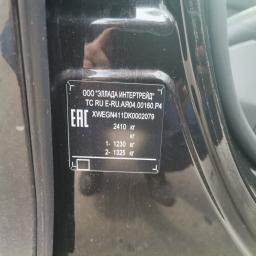 ООО "ЭЛЛАДА ИНТЕРТРЕЙД"
ТС RU E-RU.АЯ04.00160.Р4
EAC XWEGN411DK0002079
2410 кг
кг
1- 1230 кг
2- 1325 кг